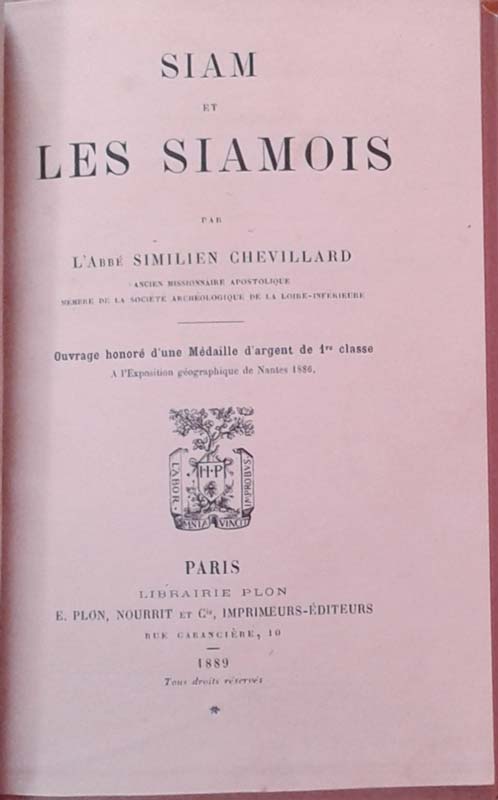 SIAM
ET
LES SIAMOIS
PAR
L'ABBÉ SIMILIEN CHEVILLARD
ANCIEN MISSIONNAIRE APOSTOLIQUE
MEMBRE DE LA SOCIÉTÉ ARCHÉOLOGIQUE DE LA LOIRE-INFÉRIEURE
Ouvrage honoré d'une Médaille d'argent de 1re classe
A l'Exposition géographique de Nantes 1886.
H·P
LABOR
OMNIA VINCIT
IMPROBVS
PARIS
LIBRAIRIE PLON
E. PLON, NOURRIT ET Cie, IMPRIMEURS-ÉDITEURS
RUE GARANCIÈRE, 10
1889
Tous droits réservés
*